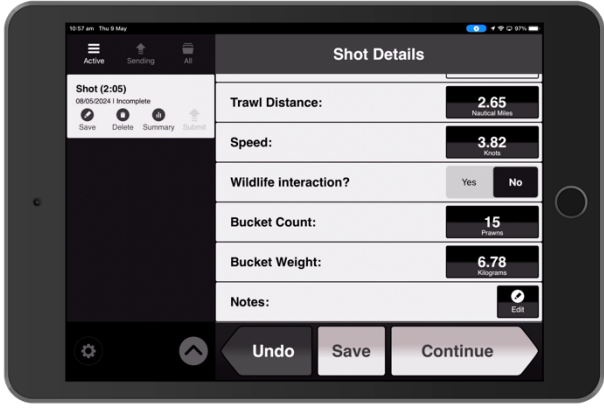 10:57 am Thu 9 May
97%
Active
Sending
All
Shot Details
Shot (2:05)
08/05/2024 | Incomplete
Save
Delete
Summary
Submit
Trawl Distance:
2.65
Nautical Miles
Speed:
3.82
Knots
Wildlife interaction?
Yes
No
Bucket Count:
15
Prawns
Bucket Weight:
6.78
Kilograms
Notes:
Edit
Undo
Save
Continue